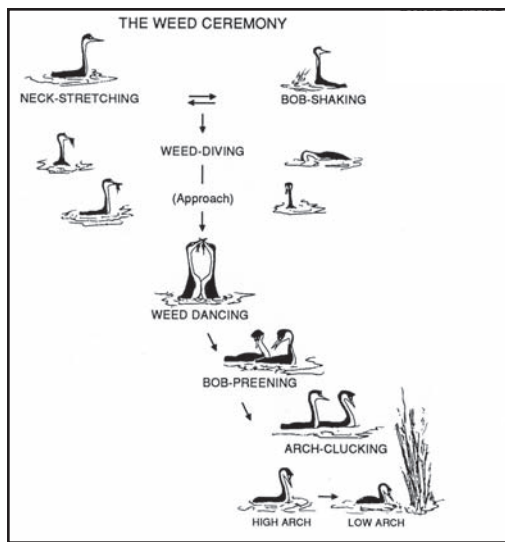 THE WEED CEREMONY
NECK-STRETCHING
BOB-SHAKING
WEED-DIVING
(Approach)
WEED DANCING
BOB-PREENING
ARCH-CLUCKING
HIGH ARCH
LOW ARCH